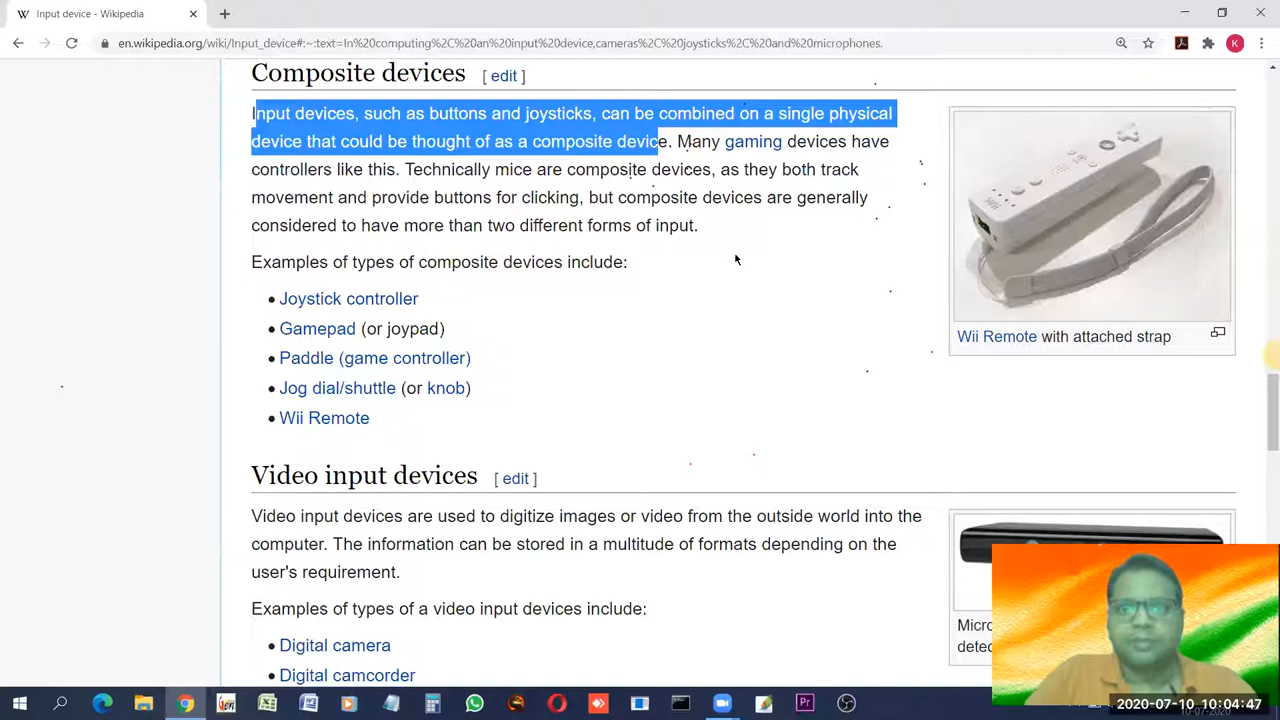 Input device - Wikipedia
en.wikipedia.org/wiki/Input_device#:~:text=In%20computing%2C%20an%20input%20device,cameras%2C%20joysticks%2C%20and%20microphones.
K
Composite devices [ edit ]
Input devices, such as buttons and joysticks, can be combined on a single physical
device that could be thought of as a composite device. Many gaming devices have
controllers like this. Technically mice are composite devices, as they both track
movement and provide buttons for clicking, but composite devices are generally
considered to have more than two different forms of input.
Examples of types of composite devices include:
Joystick controller
Gamepad (or joypad)
Paddle (game controller)
Jog dial/shuttle (or knob)
Wii Remote
Wii Remote with attached strap
Video input devices [ edit ]
Video input devices are used to digitize images or video from the outside world into the
computer. The information can be stored in a multitude of formats depending on the
user's requirement.
Examples of types of a video input devices include:
Digital camera
Digital camcorder
2020-07-10 10:04:47
10-07-2020